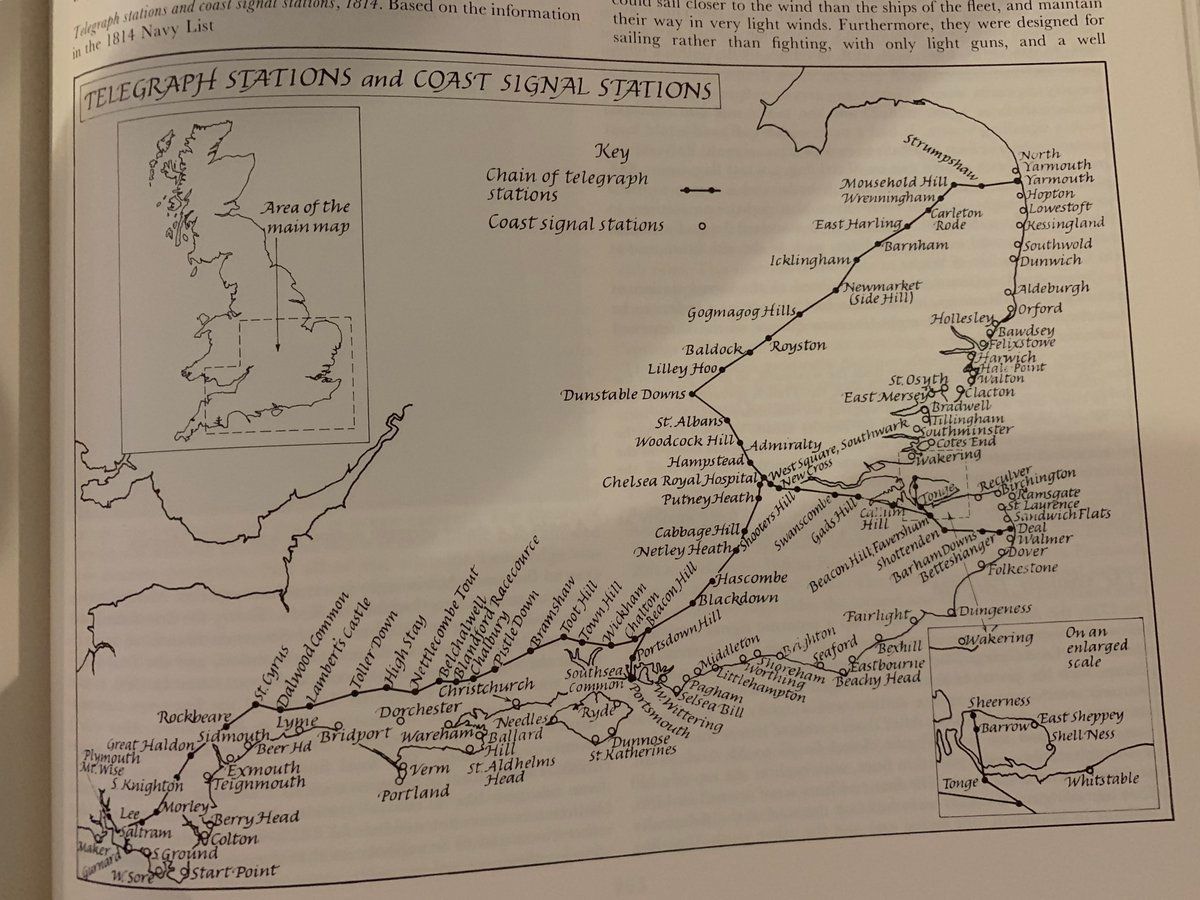 Telegraph stations and coast signal stations, 1814. Based on the information
in the 1814 Navy List
could sail closer to the wind than the ships of the fleet, and maintain
their way in very light winds. Furthermore, they were designed for
sailing rather than fighting, with only light guns, and a well
TELEGRAPH STATIONS and COAST SIGNAL STATIONS
Area of the
main map
Key
Chain of telegraph
stations
Coast signal stations
Strumpshaw
North
Yarmouth
Yarmouth
Mousehold Hill
Wrenningham
Hopton
Lowestoft
Carleton
Rode
East Harling
Kessingland
Barnham
Southwold
Icklingham
Dunwich
Newmarket
(Side Hill)
Aldeburgh
Gogmagog Hills
Orford
Hollesley
Bawdsey
Royston
Felixstowe
Baldock
Harwich
Lilley Hoo
Hale Point
Walton
St. Osyth
Dunstable Downs
East Mersey
Clacton
Bradwell
St. Albans
Tillingham
Southminster
Woodcock Hill
Admiralty
West Square, Southwark
Cotes End
Hampstead
New Cross
Wakering
Chelsea Royal Hospital
Putney Heath
Tonge
Reculver
Birchington
Ramsgate
St Laurence
Sandwich Flats
Shooters Hill
Swanscombe
Gads Hill
Callum
Hill
Deal
Walmer
Cabbage Hill
Netley Heath
Beacon Hill, Faversham
Shottenden
Barham Downs
Betteshanger
Dover
Folkestone
Hascombe
Blackdown
Beacon Hill
Chalton
Wickham
Town Hill
Toot Hill
Bramshaw
Pistle Down
Chalbury
Blandford Racecourse
Belchalwell
Nettlecombe Tout
High Stay
Toller Down
Lambert's Castle
Dalwood Common
St. Cyrus
Portsdown Hill
Fairlight
Dungeness
Middleton
Brighton
Bexhill
Shoreham
Seaford
Worthing
Eastbourne
Littlehampton
Beachy Head
Southsea
Common
Pagham
Selsea Bill
W. Wittering
Portsmouth
Christchurch
Dorchester
Needles
Ryde
Rockbeare
Sidmouth
Lyme
Bridport
Wareham
Ballard
Hill
Dunnose
St Katherines
Great Haldon
Beer Hd
St. Aldhelms
Head
Plymouth
Mt. Wise
Exmouth
Verm
S. Knighton
Teignmouth
Portland
Morley
Lee
Berry Head
Saltram
Colton
Maker
S Ground
Gurnard
W. Sore
Start Point
Wakering
On an
enlarged
scale
Sheerness
Barrow
East Sheppey
Shell Ness
Tonge
Whitstable